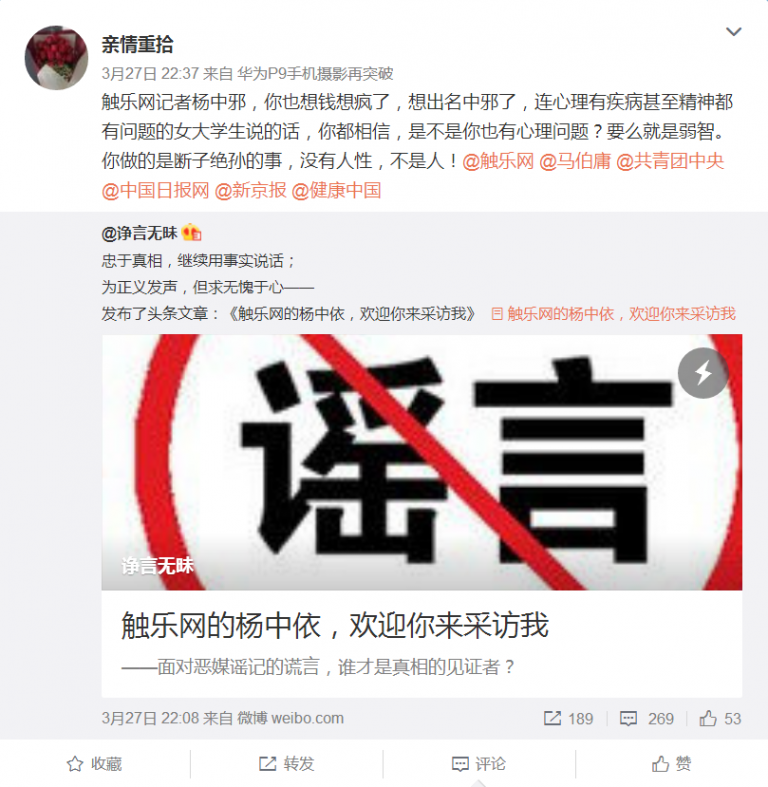 亲情重拾
3月27日 22:37 来自 华为P9手机摄影再突破
触乐网记者杨中邪，你也想钱想疯了，想出名中邪了，连心理有疾病甚至精神都
有问题的女大学生说的话，你都相信，是不是你也有心理问题？要么就是弱智。
你做的是断子绝孙的事，没有人性，不是人！@触乐网 @马伯庸 @共青团中央
@中国日报网 @新京报 @健康中国
@诤言无昧
忠于真相，继续用事实说话；
为正义发声，但求无愧于心——
发布了头条文章：《触乐网的杨中依，欢迎你来采访我》 触乐网的杨中依，欢迎你来采访我
谣言
诤言无昧
触乐网的杨中依，欢迎你来采访我
——面对恶媒谣记的谎言，谁才是真相的见证者？
3月27日 22:08 来自 微博 weibo.com 189 269 53
收藏 转发 评论 赞